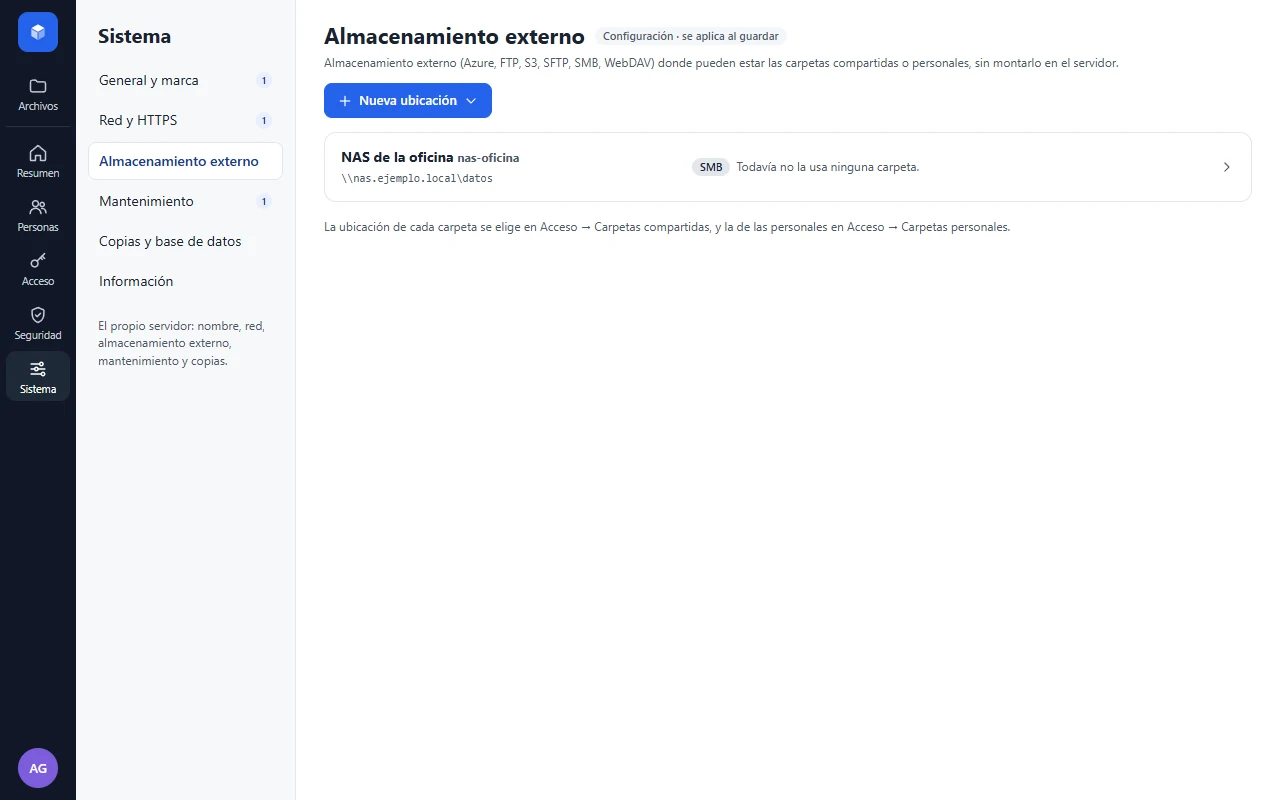 Archivos
Resumen
Personas
Acceso
Seguridad
Sistema
AG
Sistema
General y marca 1
Red y HTTPS 1
Almacenamiento externo
Mantenimiento 1
Copias y base de datos
Información
El propio servidor: nombre, red,
almacenamiento externo,
mantenimiento y copias.
Almacenamiento externo Configuración · se aplica al guardar
Almacenamiento externo (Azure, FTP, S3, SFTP, SMB, WebDAV) donde pueden estar las carpetas compartidas o personales, sin montarlo en el servidor.
Nueva ubicación
NAS de la oficina nas-oficina
\\nas.ejemplo.local\datos
SMB Todavía no la usa ninguna carpeta.
La ubicación de cada carpeta se elige en Acceso → Carpetas compartidas, y la de las personales en Acceso → Carpetas personales.